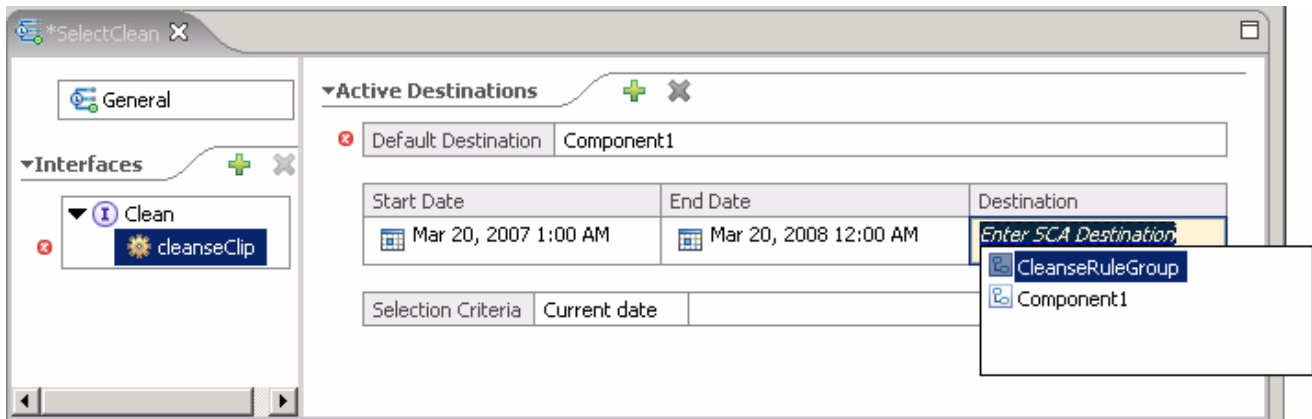 *SelectClean
General
Interfaces
Clean
cleanseClip
Active Destinations
Default Destination Component1
Start Date End Date Destination
Mar 20, 2007 1:00 AM Mar 20, 2008 12:00 AM Enter SCA Destination
CleanseRuleGroup
Component1
Selection Criteria Current date